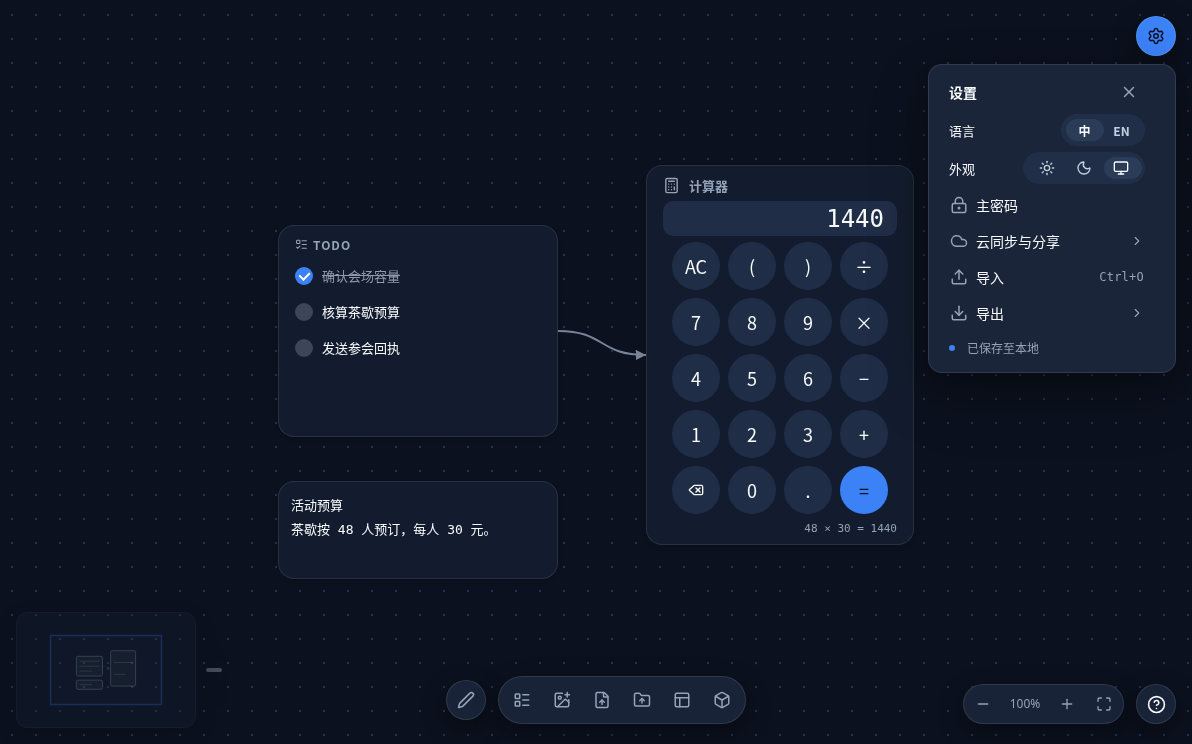 设置
语言
中 EN
外观
主密码
云同步与分享
导入 Ctrl+O
导出
已保存至本地
TODO
确认会场容量
核算茶歇预算
发送参会回执
活动预算
茶歇按 48 人预订，每人 30 元。
计算器
1440
AC ( ) ÷
7 8 9 ×
4 5 6 −
1 2 3 +
0 . =
48 × 30 = 1440
100%